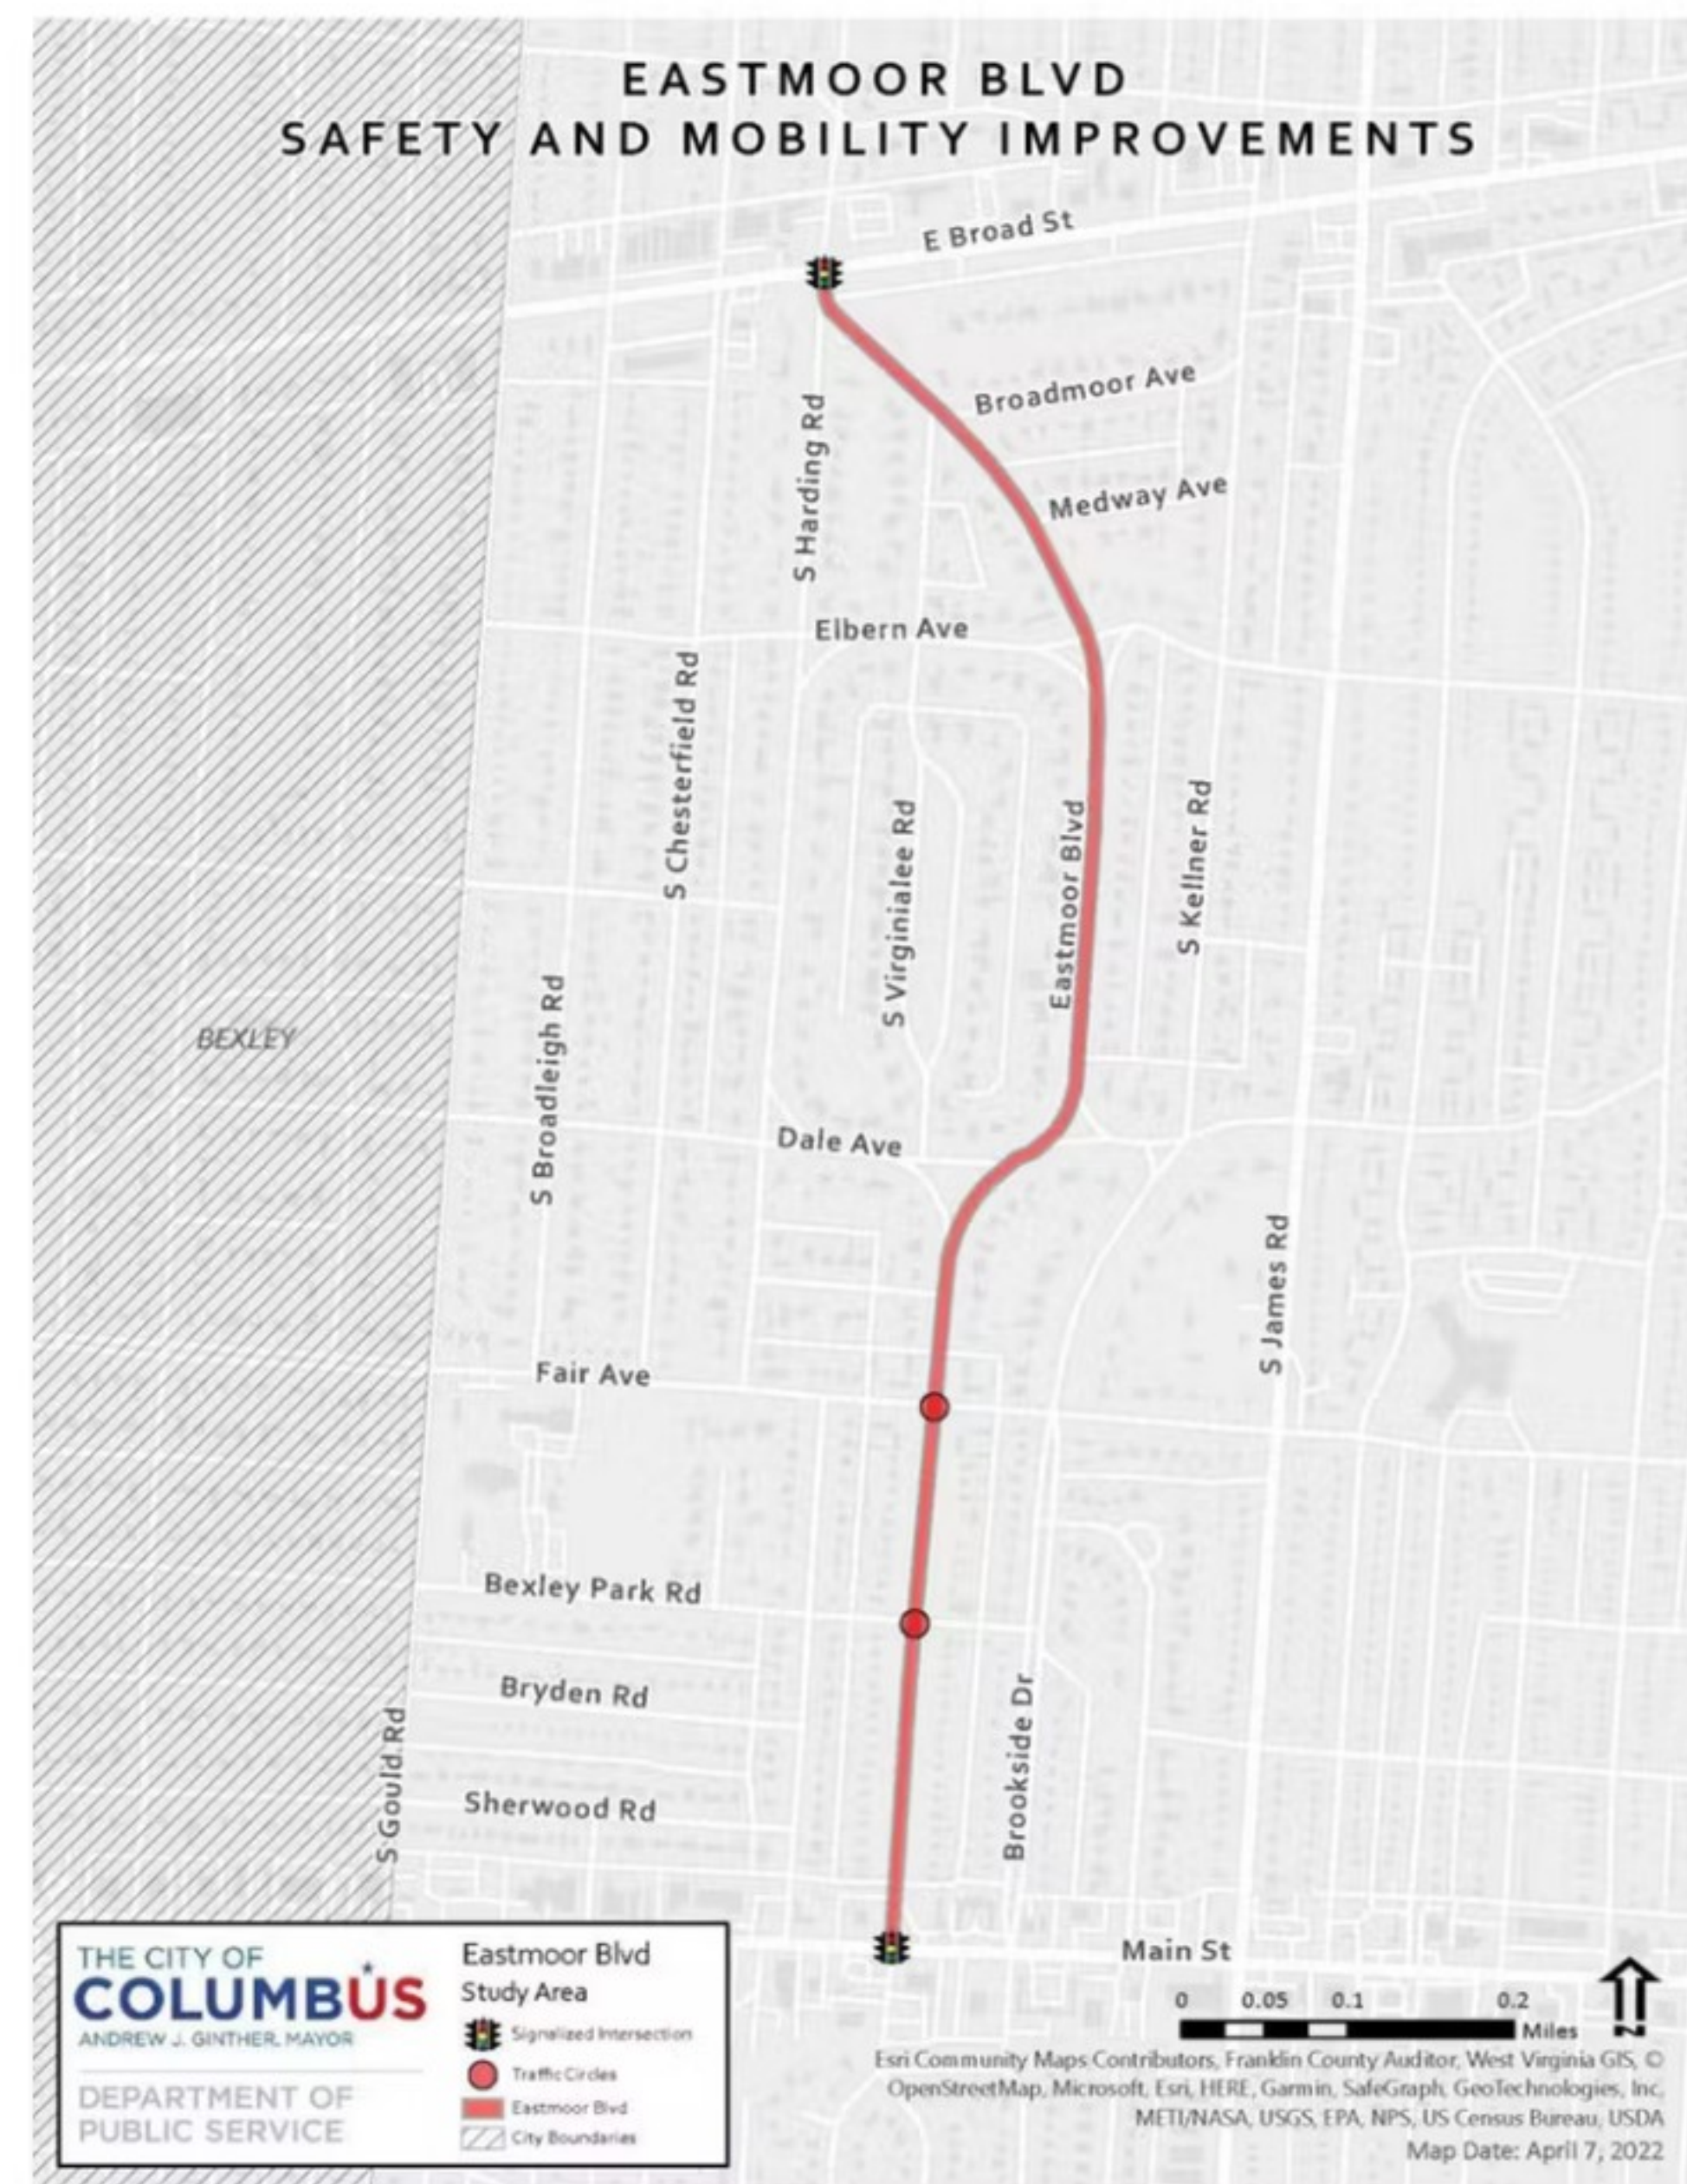 EASTMOOR BLVD
SAFETY AND MOBILITY IMPROVEMENTS
E Broad St
Broadmoor Ave
S Harding Rd
Medway Ave
Elbern Ave
S Chesterfield Rd
S Virginialee Rd
Eastmoor Blvd
S Kellner Rd
BEXLEY
S Broadleigh Rd
Dale Ave
S James Rd
Fair Ave
Bexley Park Rd
Bryden Rd
S Gould Rd
Brookside Dr
Sherwood Rd
Main St
THE CITY OF
COLUMBUS
ANDREW J. GINTHER, MAYOR
DEPARTMENT OF
PUBLIC SERVICE
Eastmoor Blvd
Study Area
Signalized Intersection
Traffic Circles
Eastmoor Blvd
City Boundaries
0 0.05 0.1 0.2
Miles
N
Esri Community Maps Contributors, Franklin County Auditor, West Virginia GIS, ©
OpenStreetMap, Microsoft, Esri, HERE, Garmin, SafeGraph, GeoTechnologies, Inc,
METI/NASA, USGS, EPA, NPS, US Census Bureau, USDA
Map Date: April 7, 2022